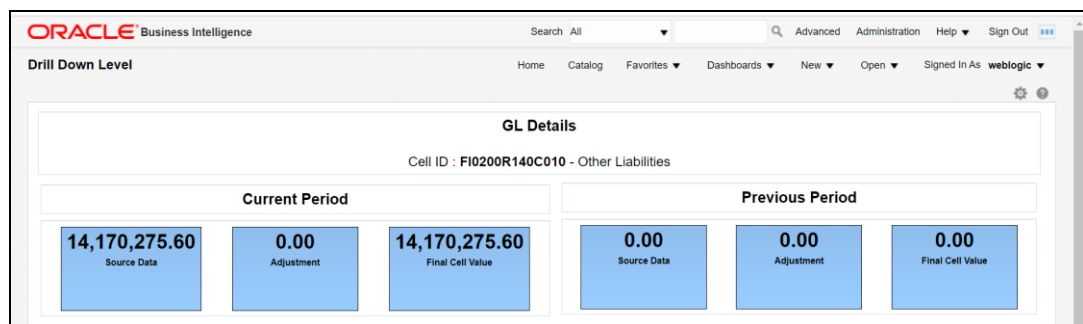 ORACLE Business Intelligence Search All Advanced Administration Help Sign Out
Drill Down Level Home Catalog Favorites Dashboards New Open Signed In As weblogic
GL Details
Cell ID : FI0200R140C010 - Other Liabilities
Current Period Previous Period
14,170,275.60 0.00 14,170,275.60 0.00 0.00 0.00
Source Data Adjustment Final Cell Value Source Data Adjustment Final Cell Value